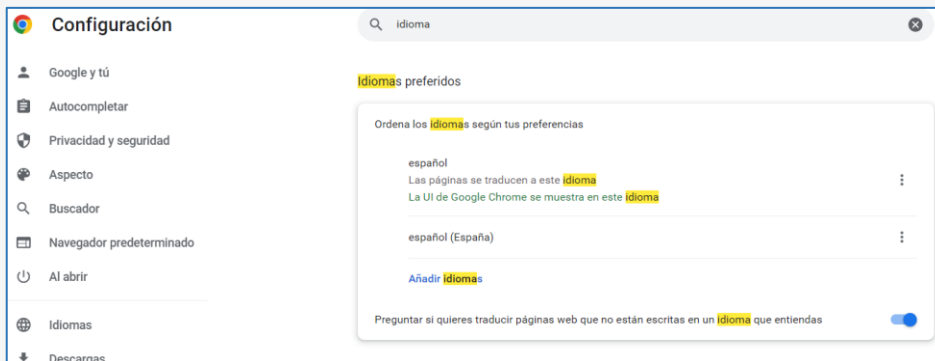 Configuración
idioma
Google y tú
Autocompletar
Privacidad y seguridad
Aspecto
Buscador
Navegador predeterminado
Al abrir
Idiomas
Descargas
Idiomas preferidos
Ordena los idiomas según tus preferencias
español
Las páginas se traducen a este idioma
La UI de Google Chrome se muestra en este idioma
español (España)
Añadir idiomas
Preguntar si quieres traducir páginas web que no están escritas en un idioma que entiendas